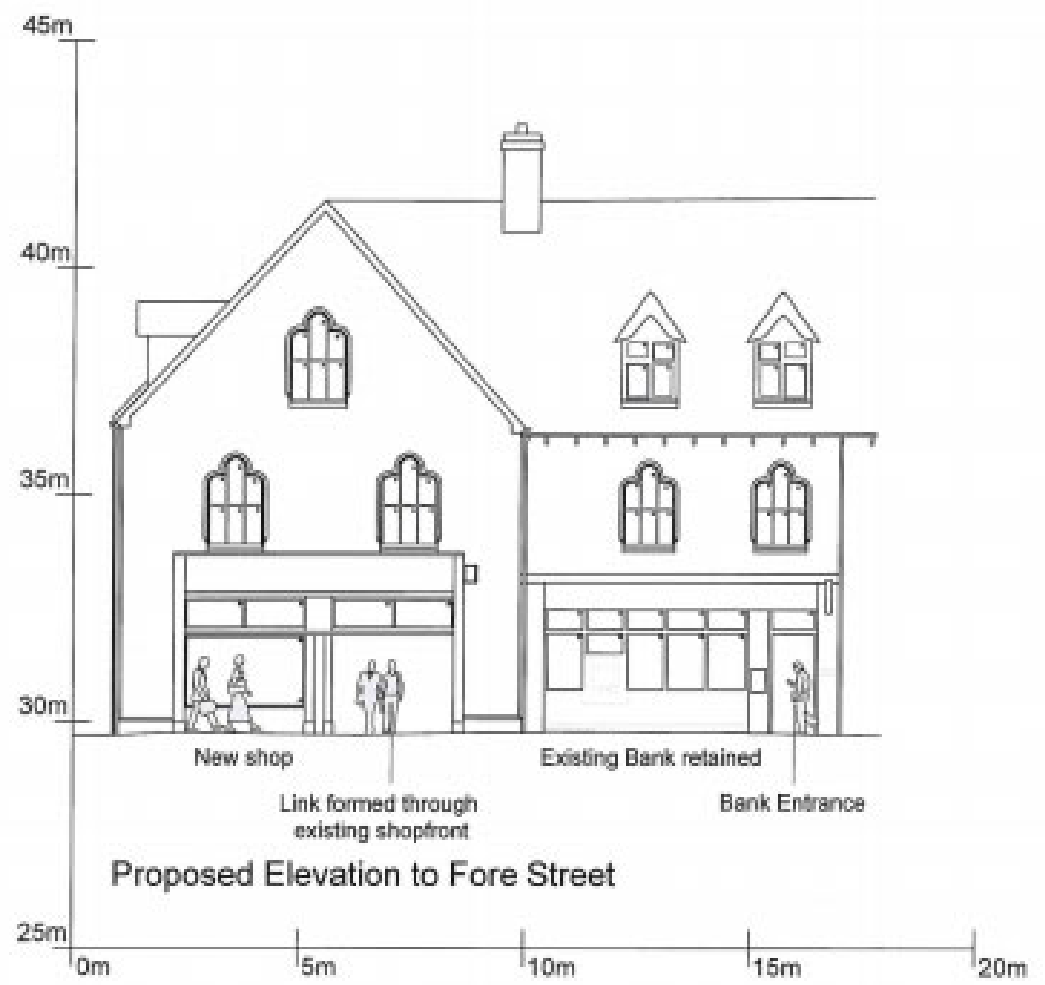 45m
40m
35m
30m
New shop
Existing Bank retained
Link formed through
existing shopfront
Bank Entrance
Proposed Elevation to Fore Street
25m
0m
5m
10m
15m
20m